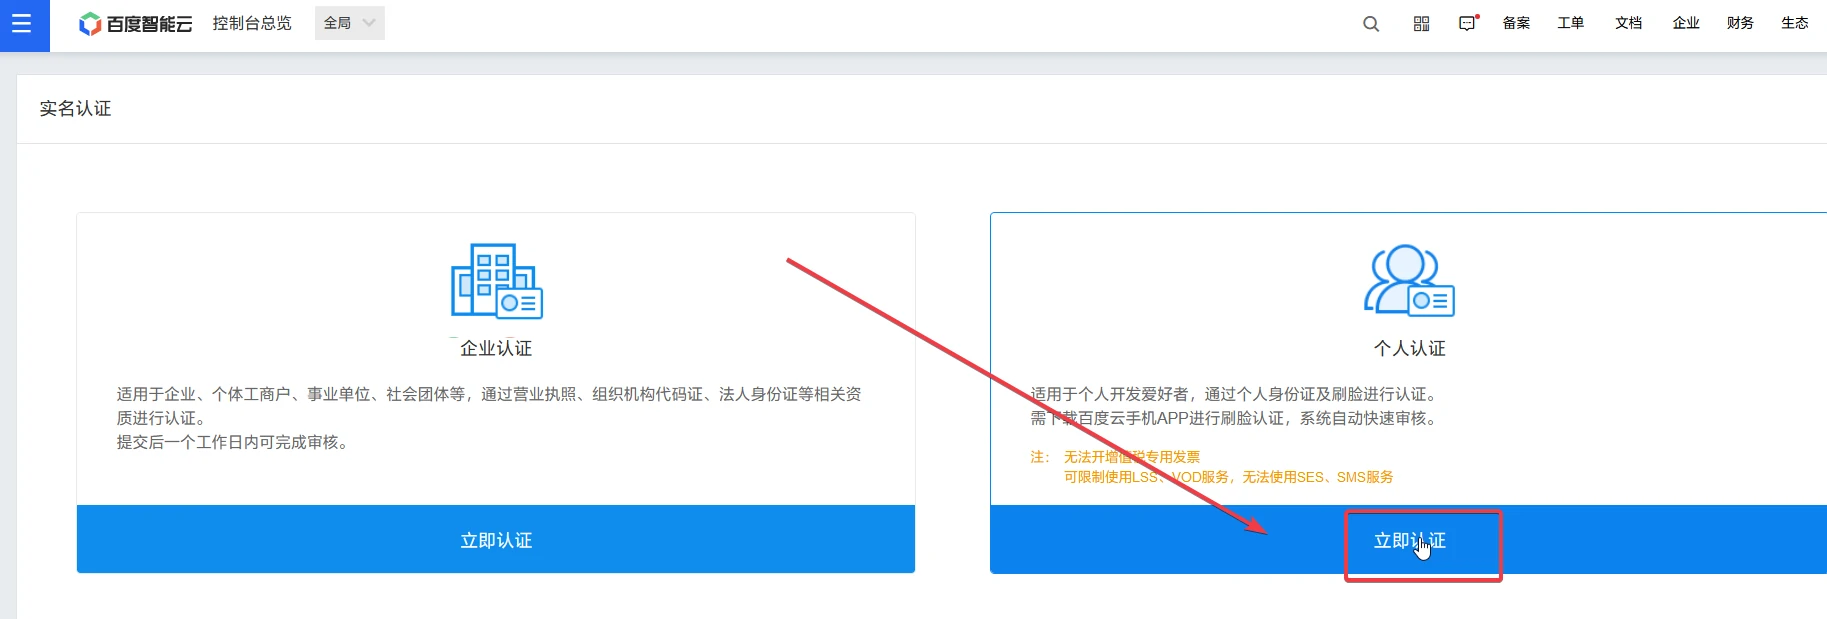 百度智能云 控制台总览 全局 备案 工单 文档 企业 财务 生态
实名认证
企业认证
适用于企业、个体工商户、事业单位、社会团体等，通过营业执照、组织机构代码证、法人身份证等相关资
质进行认证。
提交后一个工作日内可完成审核。
立即认证
个人认证
适用于个人开发爱好者，通过个人身份证及刷脸进行认证。
需下载百度云手机APP进行刷脸认证，系统自动快速审核。
注： 无法开增值税专用发票
可限制使用LSS、VOD服务，无法使用SES、SMS服务
立即认证